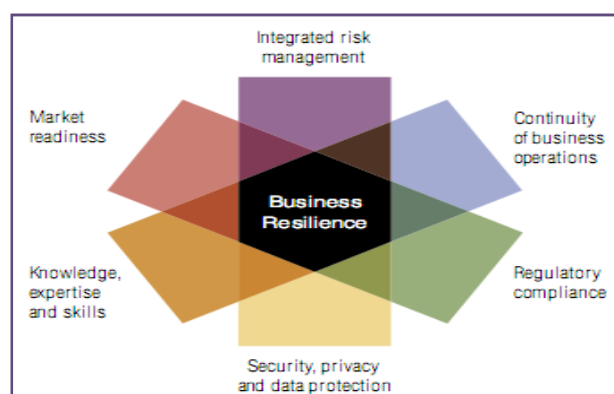 Integrated risk
management
Market
readiness
Continuity
of business
operations
Business
Resilience
Knowledge,
expertise
and skills
Regulatory
compliance
Security, privacy
and data protection